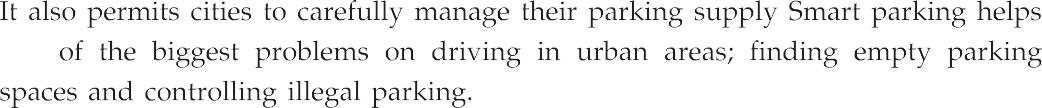 It also permits cities to carefully manage their parking supply Smart parking helps
of the biggest problems on driving in urban areas; finding empty parking
spaces and controlling illegal parking.